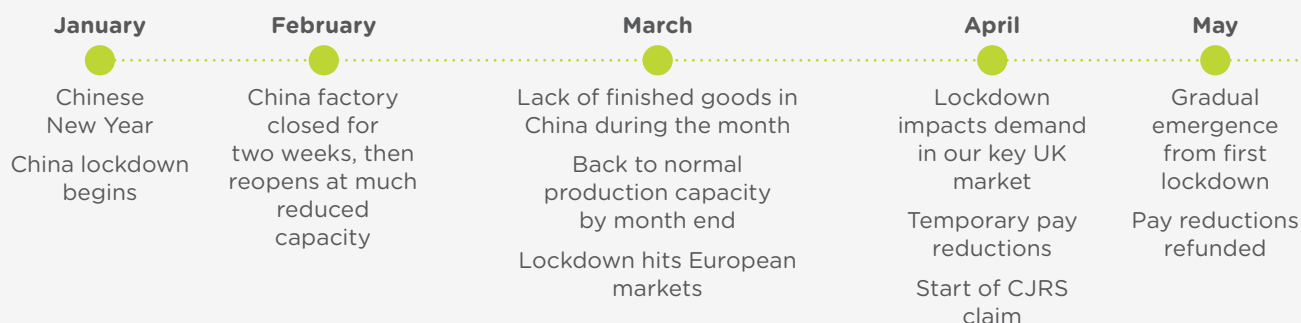 January
Chinese
New Year
China lockdown
begins
February
China factory
closed for
two weeks, then
reopens at much
reduced
capacity
March
Lack of finished goods in
China during the month
Back to normal
production capacity
by month end
Lockdown hits European
markets
April
Lockdown
impacts demand
in our key UK
market
Temporary pay
reductions
Start of CJRS
claim
May
Gradual
emergence
from first
lockdown
Pay reductions
refunded